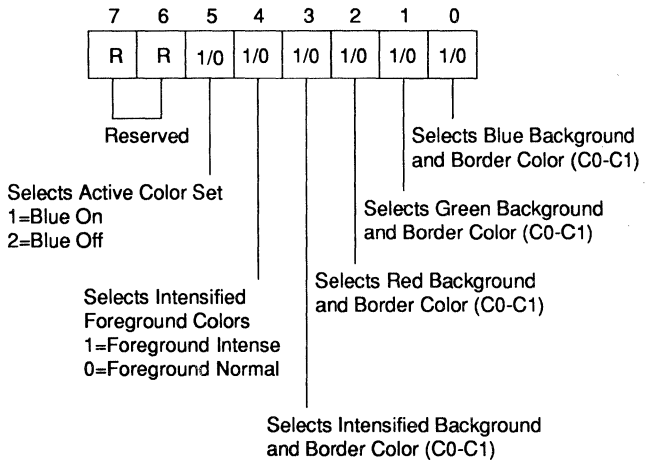 7 6 5 4 3 2 1 0
R R 1/0 1/0 1/0 1/0 1/0 1/0
Reserved
Selects Blue Background
and Border Color (C0-C1)
Selects Active Color Set
1=Blue On
2=Blue Off
Selects Green Background
and Border Color (C0-C1)
Selects Red Background
and Border Color (C0-C1)
Selects Intensified
Foreground Colors
1=Foreground Intense
0=Foreground Normal
Selects Intensified Background
and Border Color (C0-C1)